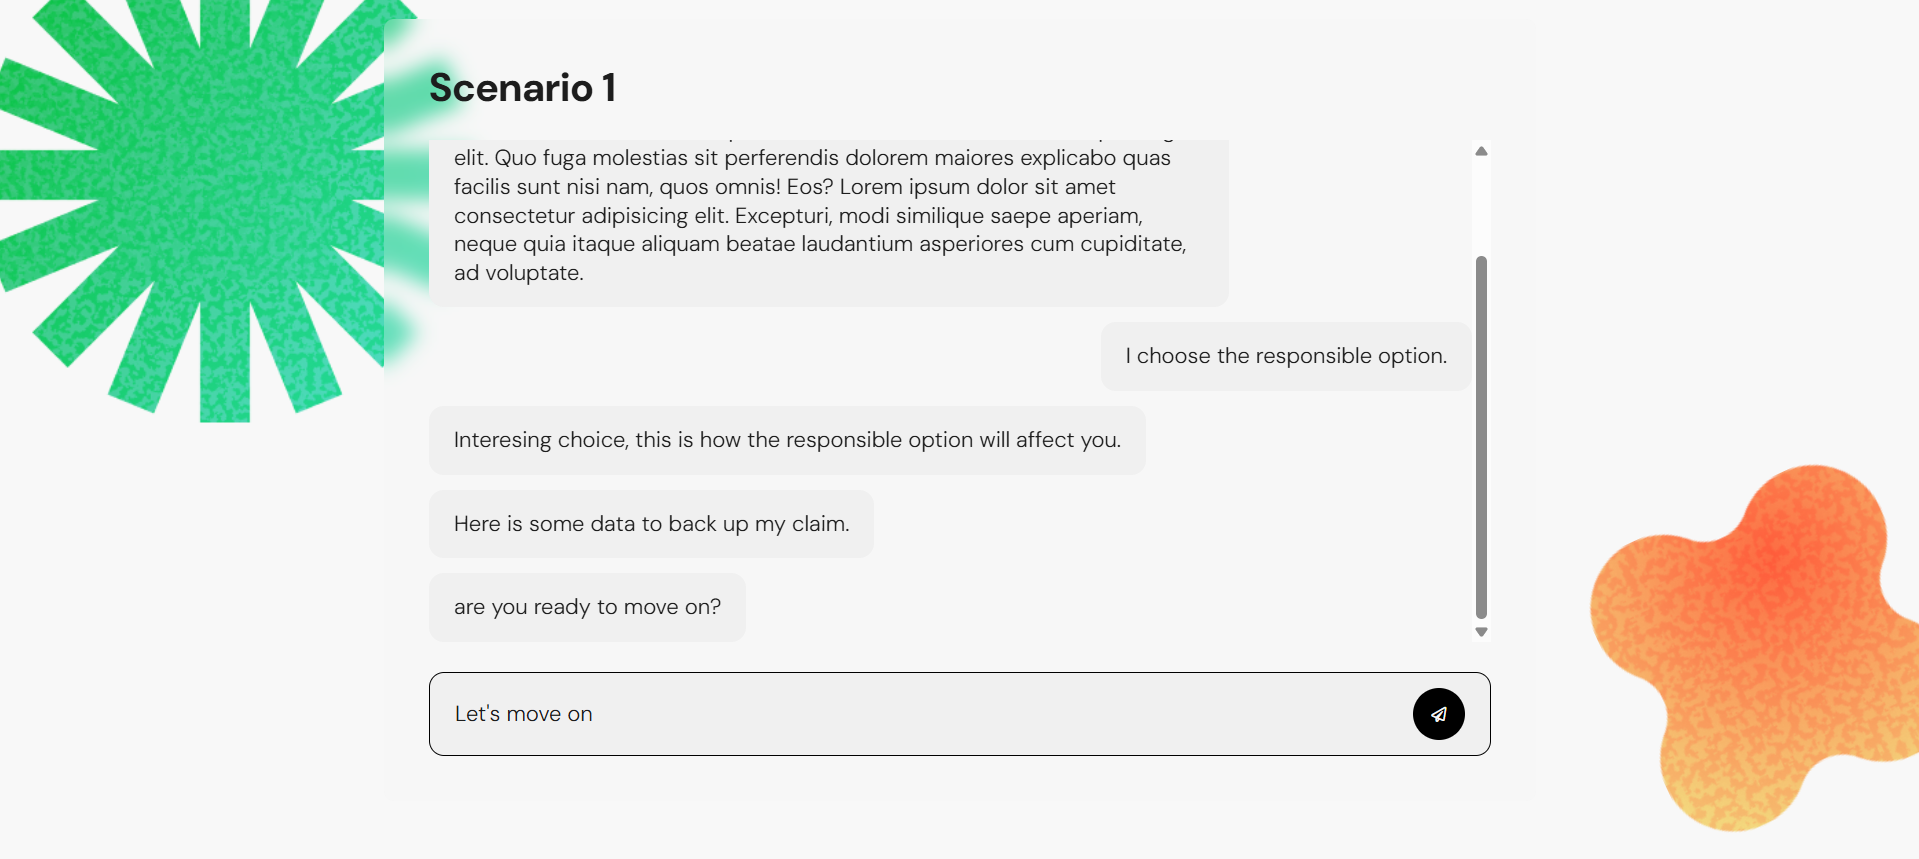 Scenario 1
elit. Quo fuga molestias sit perferendis dolorem maiores explicabo quas
facilis sunt nisi nam, quos omnis! Eos? Lorem ipsum dolor sit amet
consectetur adipisicing elit. Excepturi, modi similique saepe aperiam,
neque quia itaque aliquam beatae laudantium asperiores cum cupiditate,
ad voluptate.
I choose the responsible option.
Interesing choice, this is how the responsible option will affect you.
Here is some data to back up my claim.
are you ready to move on?
Let's move on